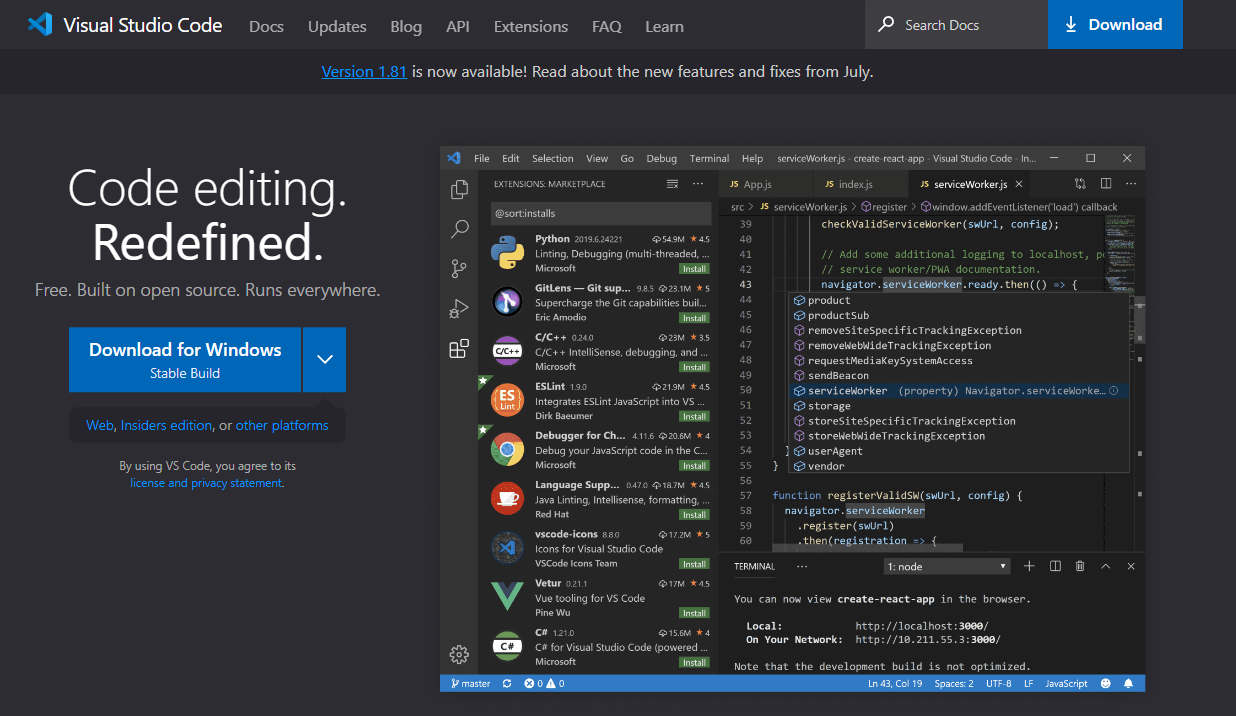 Visual Studio Code Docs Updates Blog API Extensions FAQ Learn Search Docs Download
Version 1.81 is now available! Read about the new features and fixes from July.
Code editing.
Redefined.
Free. Built on open source. Runs everywhere.
Download for Windows
Stable Build
Web, Insiders edition, or other platforms
By using VS Code, you agree to its
license and privacy statement.
File Edit Selection View Go Debug Terminal Help serviceWorker.js - create-react-app - Visual Studio Code - In...
EXTENSIONS: MARKETPLACE ...
@sort:installs
Python 2019.6.24221 54.9M ★ 4.5
Linting, Debugging (multi-threaded, ...
Microsoft Install
GitLens — Git sup... 9.8.5 23.1M ★ 5
Supercharge the Git capabilities buil...
Eric Amodio Install
C/C++
C/C++ 0.24.0 23M ★ 3.5
C/C++ IntelliSense, debugging, and ...
Microsoft Install
ES
Lint
ESLint 1.9.0 21.9M ★ 4.5
Integrates ESLint JavaScript into VS ...
Dirk Baeumer Install
Debugger for Ch... 4.11.6 20.6M ★ 4
Debug your JavaScript code in the C...
Microsoft Install
Language Supp... 0.47.0 18.7M ★ 4.5
Java Linting, Intellisense, formatting, ...
Red Hat Install
vscode-icons 8.8.0 17.2M ★ 5
Icons for Visual Studio Code
VSCode Icons Team Install
Vetur 0.21.1 17M ★ 4.5
Vue tooling for VS Code
Pine Wu Install
C#
C# 1.21.0 15.6M ★ 4
C# for Visual Studio Code (powered ...
Microsoft Install
JS App.js JS index.js JS serviceWorker.js ...
src > JS serviceWorker.js > register > window.addEventListener('load') callback
39 checkValidServiceWorker(swUrl, config);
40
41 // Add some additional logging to localhost, p
42 // service worker/PWA documentation.
43 navigator.serviceWorker.ready.then(() => {
44 product
45 productSub
46 removeSiteSpecificTrackingException
47 removeWebWideTrackingException
48 requestMediaKeySystemAccess
49 sendBeacon
50 serviceWorker (property) Navigator.serviceWorke...
51 storage
52 storeSiteSpecificTrackingException
53 storeWebWideTrackingException
54 } userAgent
55 } vendor
56
57 function registerValidSW(swUrl, config) {
58 navigator.serviceWorker
59 .register(swUrl)
60 .then(registration => {
TERMINAL ... 1: node
You can now view create-react-app in the browser.
Local: http://localhost:3000/
On Your Network: http://10.211.55.3:3000/
Note that the development build is not optimized.
master 0 0 Ln 43, Col 19 Spaces: 2 UTF-8 LF JavaScript